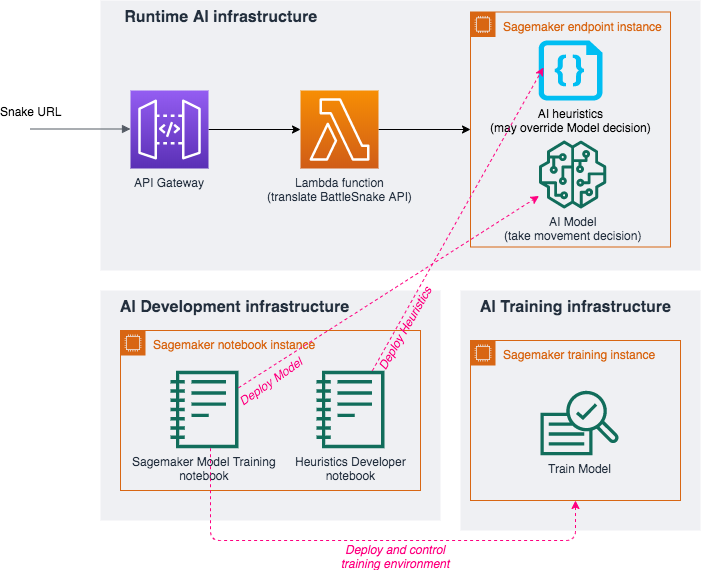 Runtime AI infrastructure
Sagemaker endpoint instance
{ }
AI heuristics
(may override Model decision)
Snake URL
</>
API Gateway
Lambda function
(translate BattleSnake API)
AI Model
(take movement decision)
Deploy Heuristics
Deploy Model
AI Development infrastructure
Sagemaker notebook instance
Sagemaker Model Training
notebook
Heuristics Developer
notebook
AI Training infrastructure
Sagemaker training instance
Train Model
Deploy and control
training environment